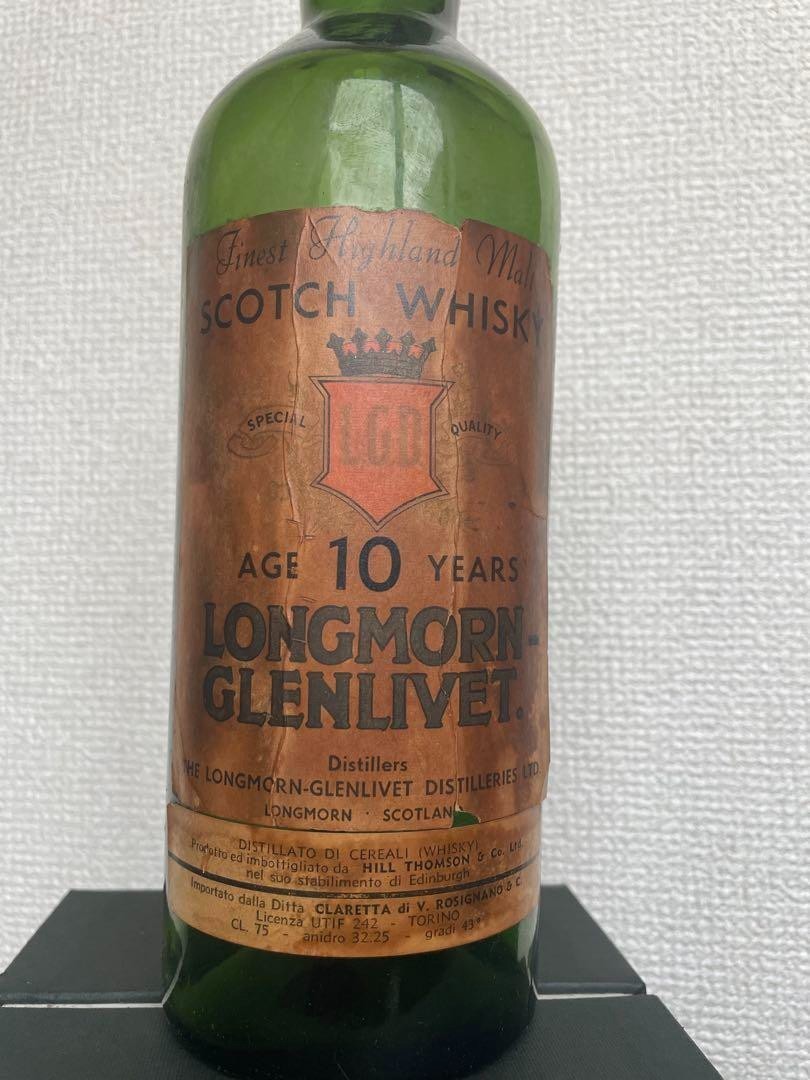 Finest Highland Malt
SCOTCH WHISKY
SPECIAL QUALITY
L.G.D
AGE 10 YEARS
LONGMORN-
GLENLIVET.
Distillers
THE LONGMORN-GLENLIVET DISTILLERIES LTD.
LONGMORN · SCOTLAND
DISTILLATO DI CEREALI (WHISKY)
Prodotto ed imbottigliato da HILL THOMSON & Co. Ltd.
nel suo stabilimento di Edinburgh
Importato dalla Ditta CLARETTA di V. ROSIGNANO & C.
Licenza UTIF 242 - TORINO
CL. 75 - anidro 32.25 - gradi 43°